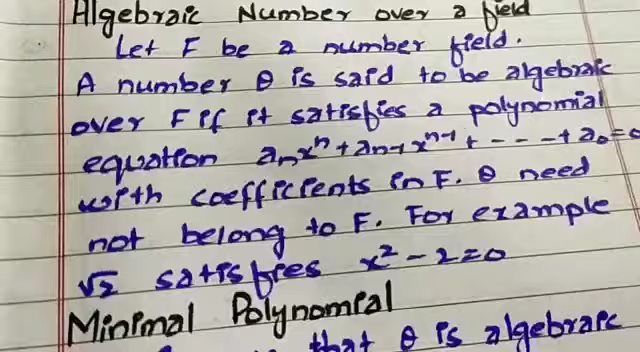 Algebraic Number over a field
Let F be a number field.
A number θ is said to be algebraic
over F if it satisfies a polynomial
equation aₙxⁿ + aₙ₋₁xⁿ⁻¹ + - - - + a₀ = 0
with coefficients in F. θ need
not belong to F. For example
√2 satisfies x² - 2 = 0
Minimal Polynomial
that θ is algebraic